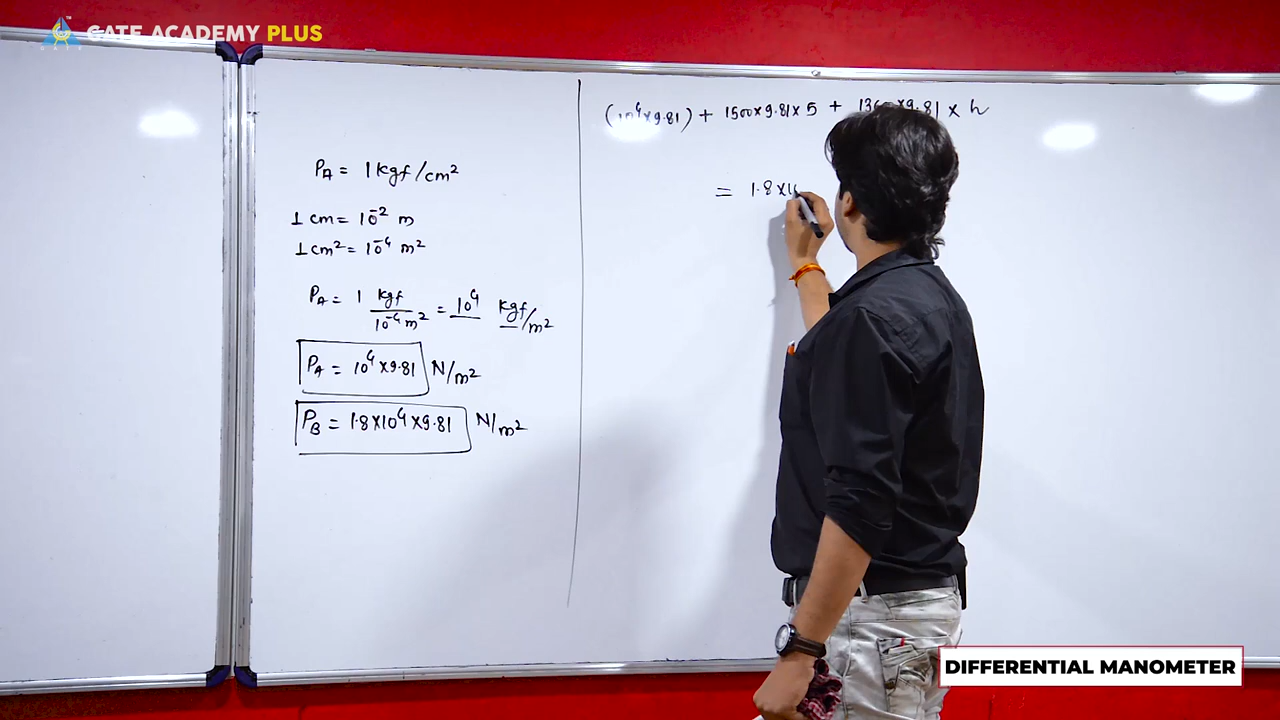 GATE ACADEMY PLUS
P_A = 1 kgf/cm²
1 cm = 10⁻² m
1 cm² = 10⁻⁴ m²
P_A = 1 kgf/10⁻⁴ m² = 10⁴ kgf/m²
P_A = 10⁴×9.81 N/m²
P_B = 1.8×10⁴×9.81 N/m²
(10⁴×9.81) + 1500×9.81×5 + ×9.81 × h
= 1.8×1
DIFFERENTIAL MANOMETER